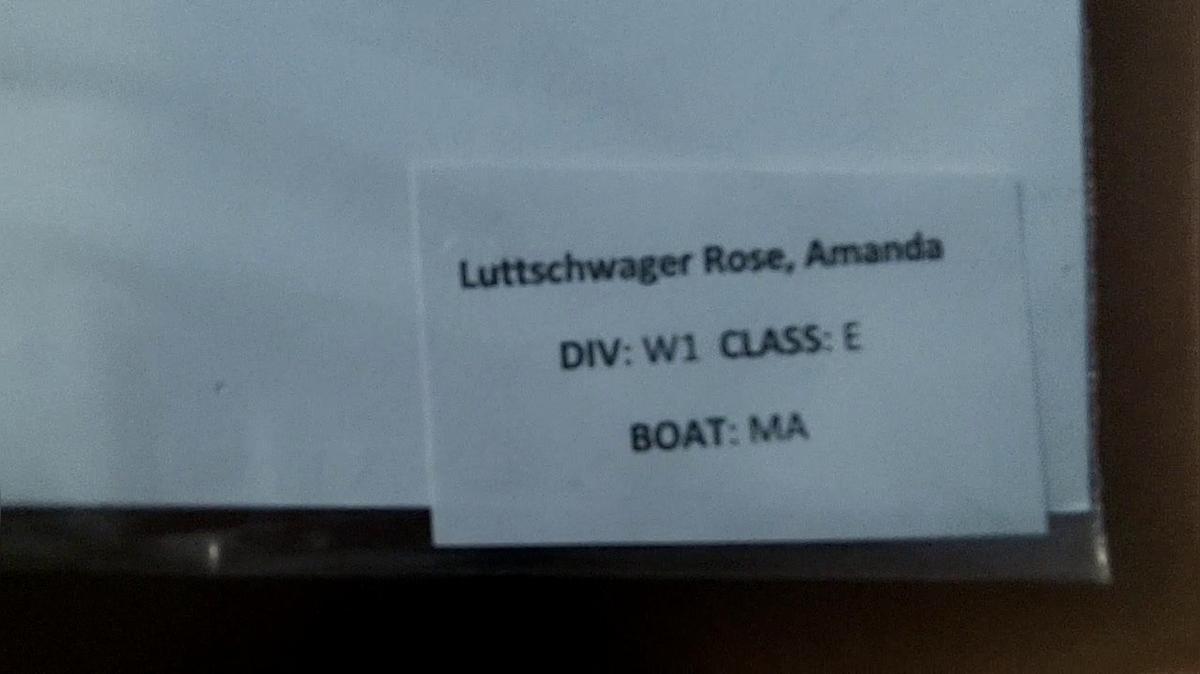 Luttschwager Rose, Amanda
DIV: W1 CLASS: E
BOAT: MA